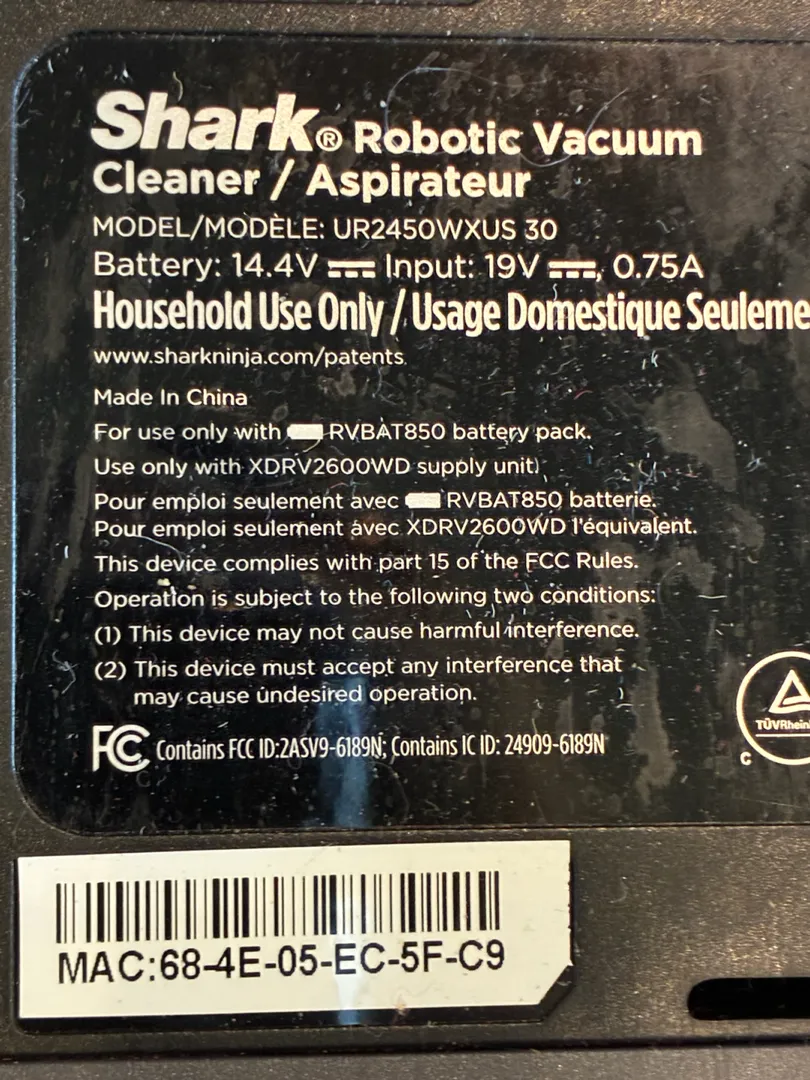 Shark® Robotic Vacuum
Cleaner / Aspirateur
MODEL/MODÈLE: UR2450WXUS 30
Battery: 14.4V ⎓ Input: 19V ⎓, 0.75A
Household Use Only / Usage Domestique Seuleme
www.sharkninja.com/patents
Made In China
For use only with RVBAT850 battery pack.
Use only with XDRV2600WD supply unit.
Pour emploi seulement avec RVBAT850 batterie.
Pour emploi seulement avec XDRV2600WD l'équivalent.
This device complies with part 15 of the FCC Rules.
Operation is subject to the following two conditions:
(1) This device may not cause harmful interference.
(2) This device must accept any interference that
may cause undesired operation.
FC Contains FCC ID:2ASV9-6189N; Contains IC ID: 24909-6189N
TÜVRhein
C
MAC:68-4E-05-EC-5F-C9